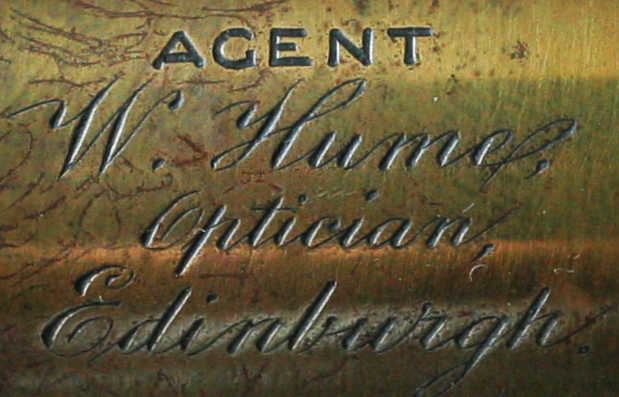 AGENT
W. Hume,
Optician,
Edinburgh.